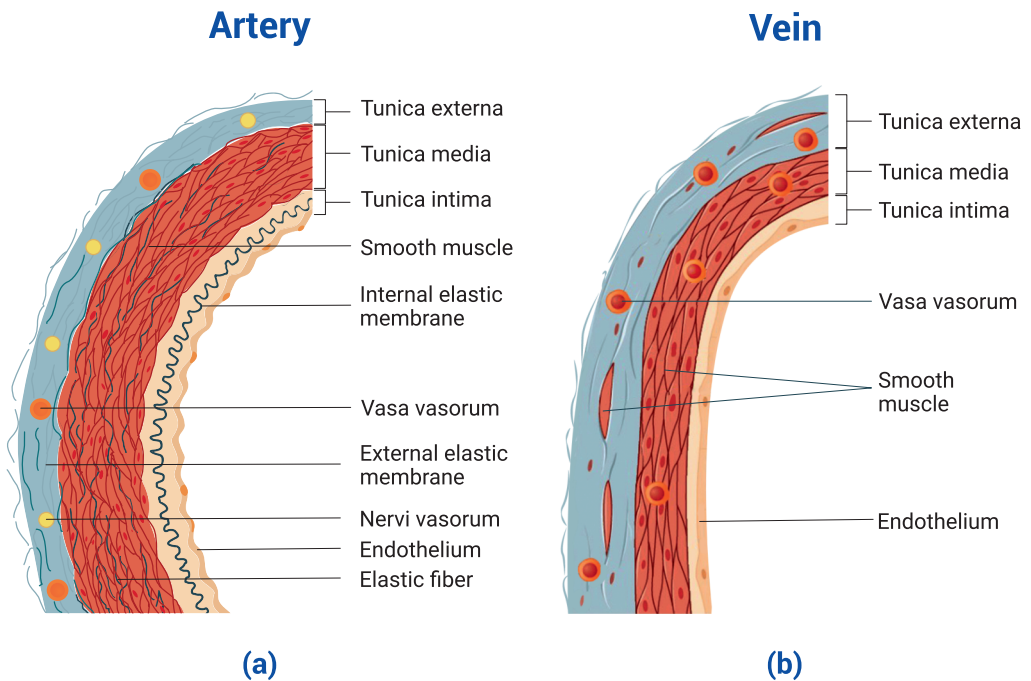 Artery
Tunica externa
Tunica media
Tunica intima
Smooth muscle
Internal elastic
membrane
Vasa vasorum
External elastic
membrane
Nervi vasorum
Endothelium
Elastic fiber
(a)
Vein
Tunica externa
Tunica media
Tunica intima
Vasa vasorum
Smooth
muscle
Endothelium
(b)